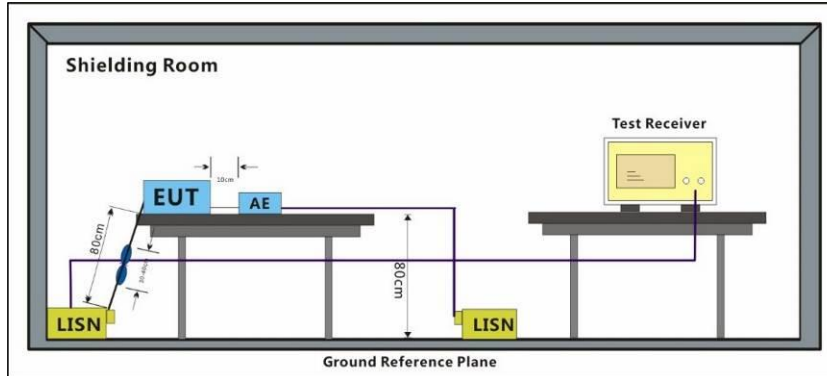 Shielding Room
Test Receiver
10cm
EUT
AE
80cm
80cm
LISN
LISN
Ground Reference Plane